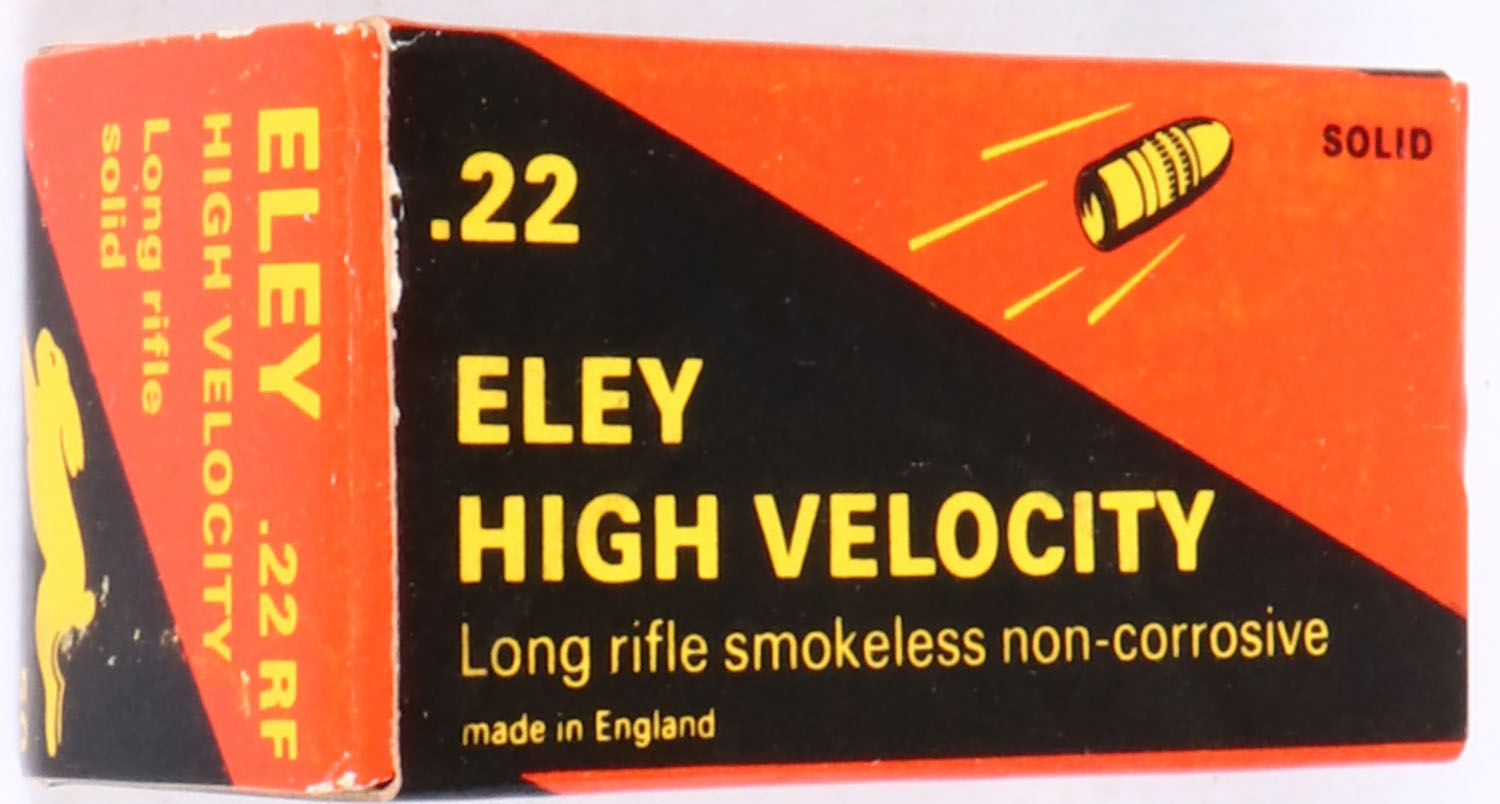 ELEY .22 RF
HIGH VELOCITY
Long rifle
solid
.22
SOLID
ELEY
HIGH VELOCITY
Long rifle smokeless non-corrosive
made in England